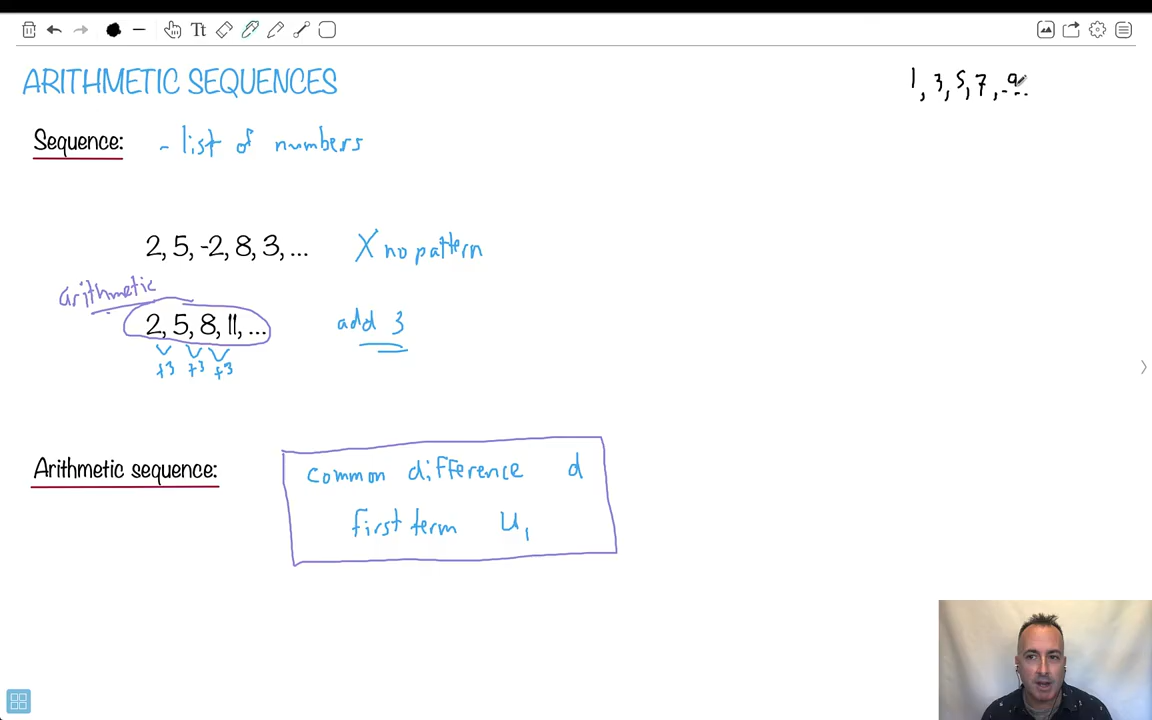 Tt
ARITHMETIC SEQUENCES
1, 3, 5, 7, 9...
Sequence: - list of numbers
2, 5, -2, 8, 3, ... X no pattern
arithmetic
2, 5, 8, 11, ... add 3
+3 +3 +3
Arithmetic sequence: common difference d
first term u₁